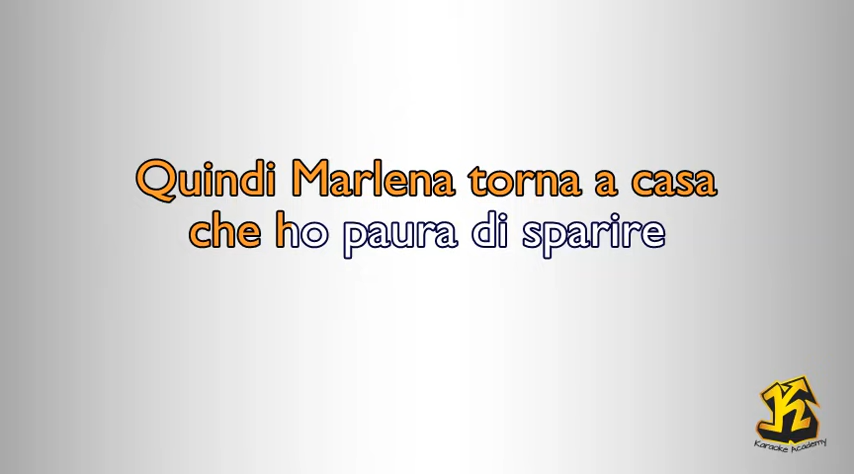 Quindi Marlena torna a casa
che ho paura di sparire
K
Karaoke Academy